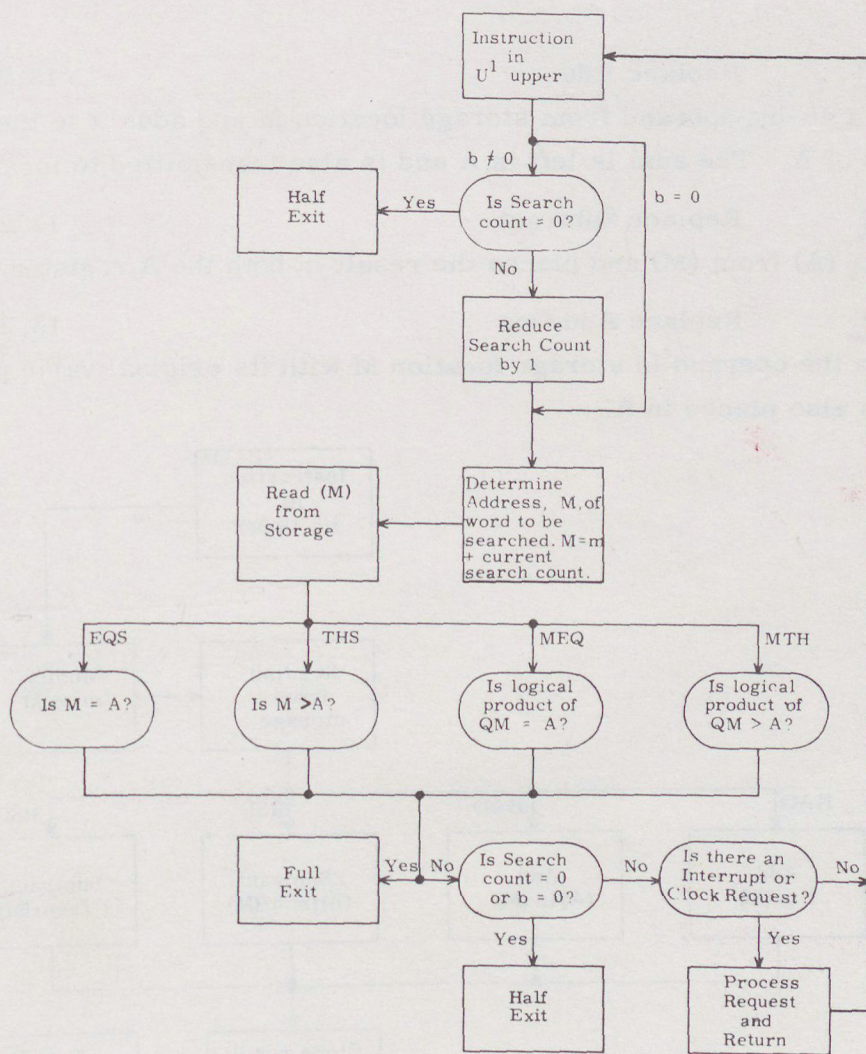 Instruction
in
U¹ upper
b ≠ 0
b = 0
Half
Exit
Yes
Is Search
count = 0?
No
Reduce
Search Count
by 1
Read (M)
from
Storage
Determine
Address, M, of
word to be
searched. M=m
+ current
search count.
EQS
THS
MEQ
MTH
Is M = A?
Is M >A?
Is logical
product of
QM = A?
Is logical
product of
QM > A?
Full
Exit
Yes
No
Is Search
count = 0
or b = 0?
No
Is there an
Interrupt or
Clock Request?
No
Yes
Yes
Half
Exit
Process
Request
and
Return